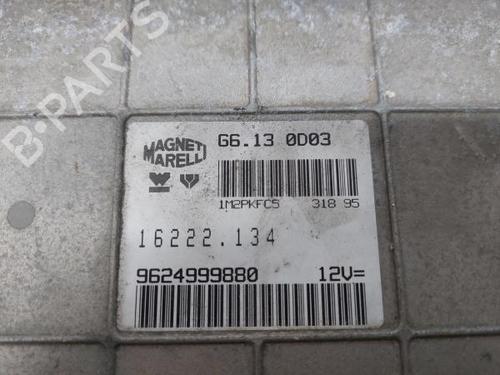 B-PARTS
MAGNETI
MARELLI
G6.13 0D03
1M2PKFC5 318 95
16222.134
9624999880 12V=